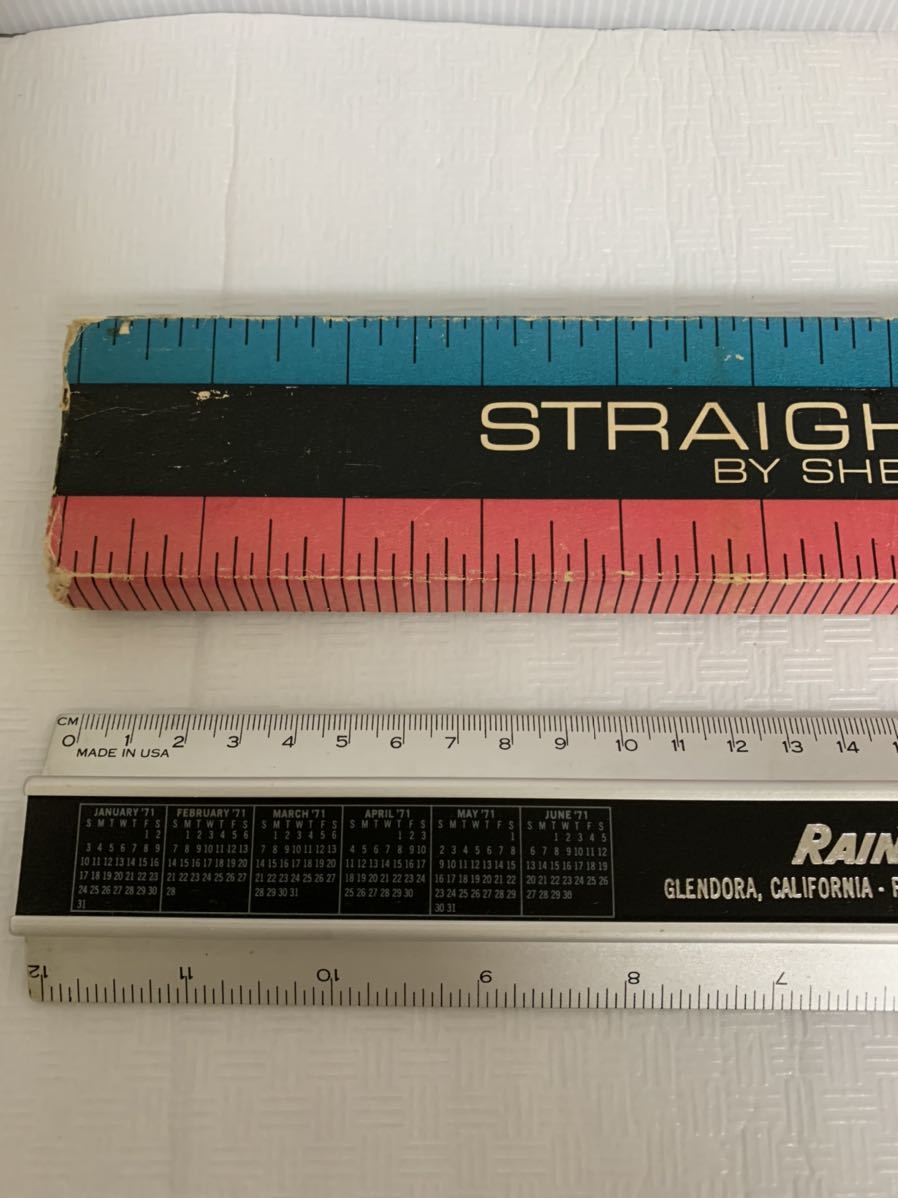 STRAIGH
BY SHE
CM
0 1 2 3 4 5 6 7 8 9 10 11 12 13 14
MADE IN USA
JANUARY '71
S M T W T F S
1 2
3 4 5 6 7 8 9
10 11 12 13 14 15 16
17 18 19 20 21 22 23
24 25 26 27 28 29 30
31
FEBRUARY '71
S M T W T F S
1 2 3 4 5 6
7 8 9 10 11 12 13
14 15 16 17 18 19 20
21 22 23 24 25 26 27
28
MARCH '71
S M T W T F S
1 2 3 4 5 6
7 8 9 10 11 12 13
14 15 16 17 18 19 20
21 22 23 24 25 26 27
28 29 30 31
APRIL '71
S M T W T F S
1 2 3
4 5 6 7 8 9 10
11 12 13 14 15 16 17
18 19 20 21 22 23 24
25 26 27 28 29 30
MAY '71
S M T W T F S
1
2 3 4 5 6 7 8
9 10 11 12 13 14 15
16 17 18 19 20 21 22
23 24 25 26 27 28 29
30 31
JUNE '71
S M T W T F S
1 2 3 4 5
6 7 8 9 10 11 12
13 14 15 16 17 18 19
20 21 22 23 24 25 26
27 28 29 30
RAIN
GLENDORA, CALIFORNIA -
12 11 10 9 8 7